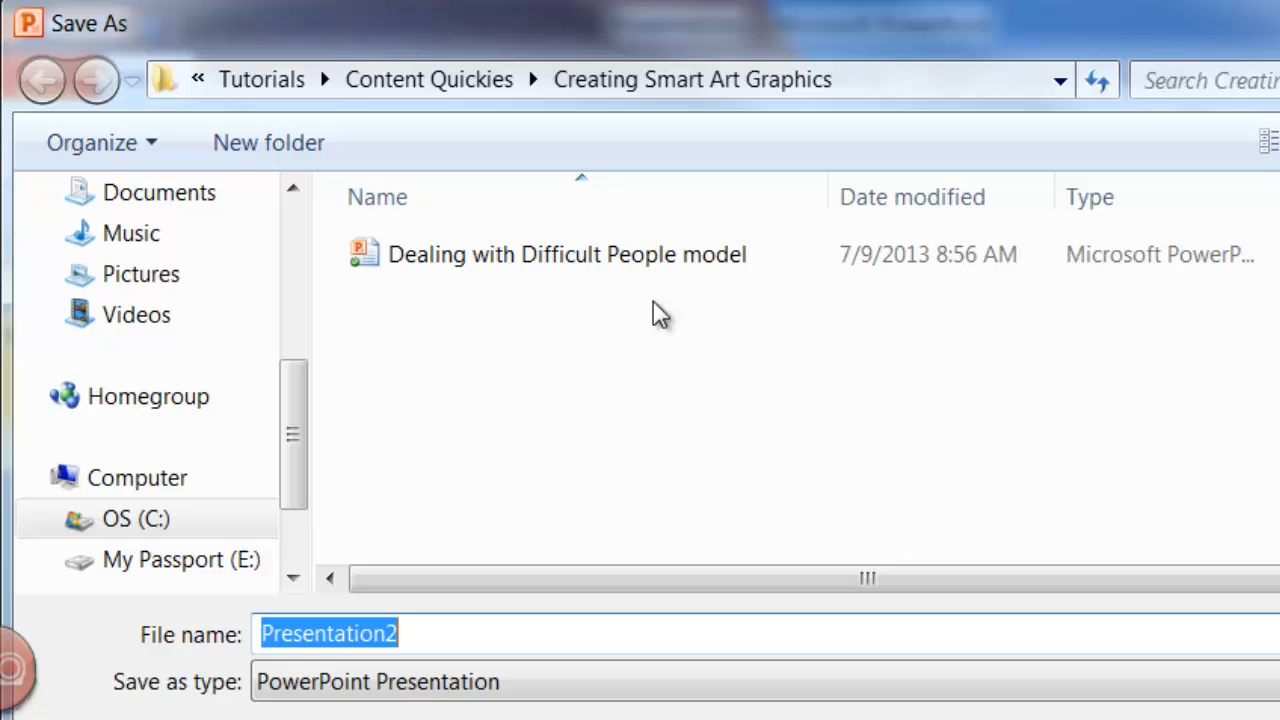 Save As
« Tutorials Content Quickies Creating Smart Art Graphics
Search Creatin
Organize New folder
Documents
Music
Pictures
Videos
Homegroup
Computer
OS (C:)
My Passport (E:)
Name Date modified Type
Dealing with Difficult People model 7/9/2013 8:56 AM Microsoft PowerP...
File name: Presentation2
Save as type: PowerPoint Presentation